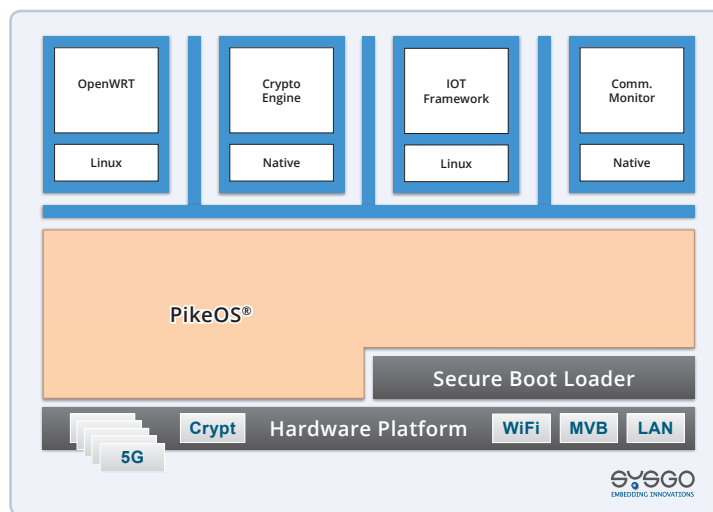 OpenWRT
Crypto
Engine
IOT
Framework
Comm.
Monitor
Linux
Native
Linux
Native
PikeOS®
Secure Boot Loader
Crypt
Hardware Platform
WiFi
MVB
LAN
5G
SYSGO
EMBEDDING INNOVATIONS